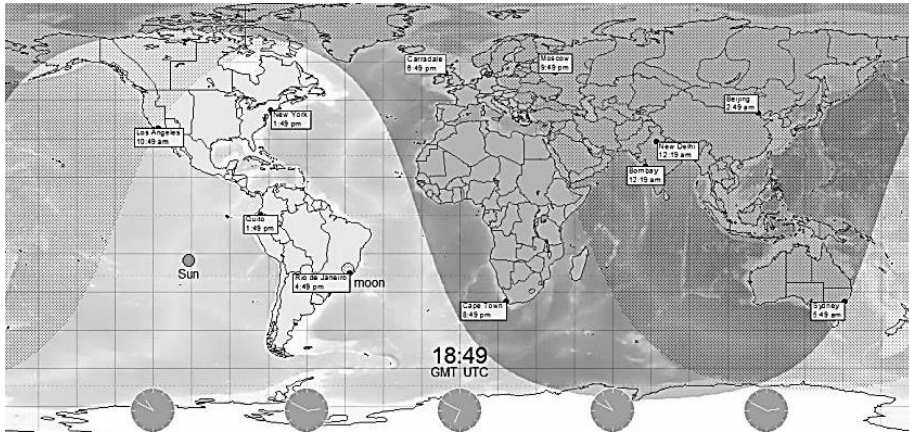 Carradale
6:49 pm
Moscow
9:49 pm
Beijing
2:49 am
New York
1:49 pm
Los Angeles
10:49 am
New Delhi
12:19 am
Bombay
12:19 am
Quito
1:49 pm
Sun
Rio de Janeiro
4:49 pm
moon
Cape Town
8:49 pm
Sydney
5:49 am
18:49
GMT UTC